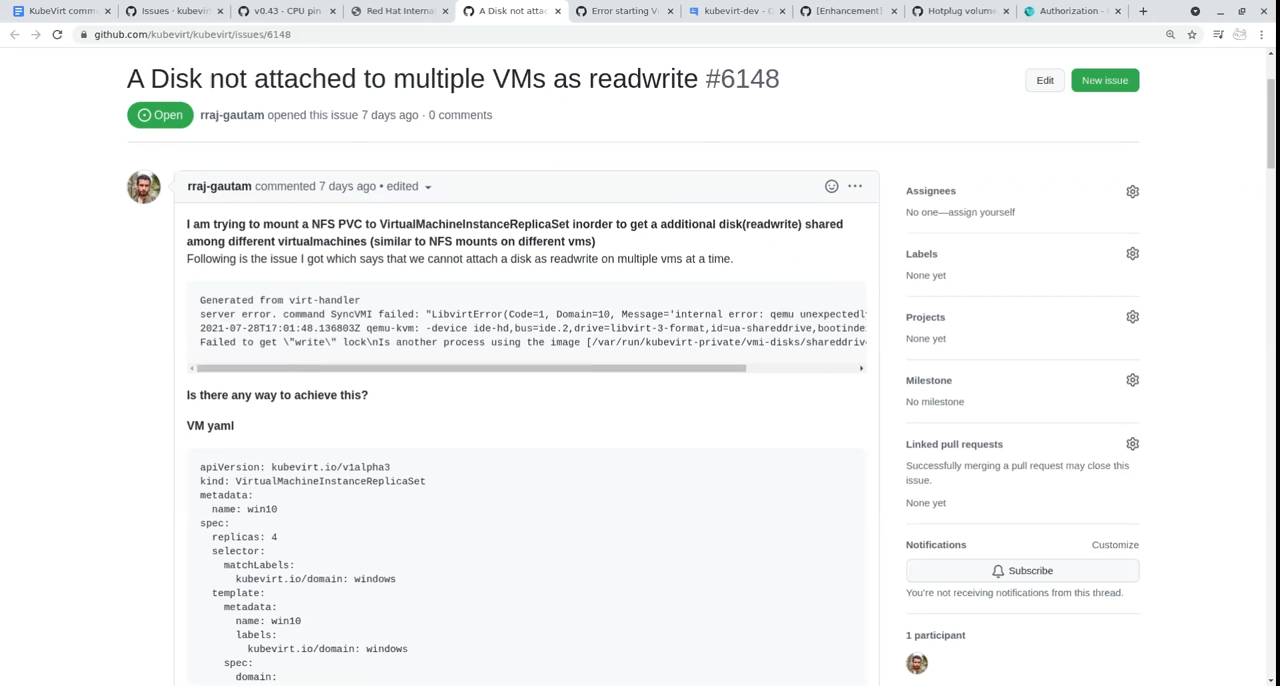 KubeVirt comm
Issues · kubevir
v0.43 - CPU pin
Red Hat Interna
A Disk not attac
Error starting V
kubevirt-dev - G
[Enhancement]
Hotplug volume
Authorization -
github.com/kubevirt/kubevirt/issues/6148
A Disk not attached to multiple VMs as readwrite #6148
Edit
New issue
Open
rraj-gautam opened this issue 7 days ago · 0 comments
rraj-gautam commented 7 days ago • edited
I am trying to mount a NFS PVC to VirtualMachineInstanceReplicaSet inorder to get a additional disk(readwrite) shared
among different virtualmachines (similar to NFS mounts on different vms)
Following is the issue I got which says that we cannot attach a disk as readwrite on multiple vms at a time.
Generated from virt-handler
server error. command SyncVMI failed: "LibvirtError(Code=1, Domain=10, Message='internal error: qemu unexpectedly
2021-07-28T17:01:48.136803Z qemu-kvm: -device ide-hd,bus=ide.2,drive=libvirt-3-format,id=ua-shareddrive,bootinde
Failed to get \"write\" lock\nIs another process using the image [/var/run/kubevirt-private/vmi-disks/shareddrive
Is there any way to achieve this?
VM yaml
apiVersion: kubevirt.io/v1alpha3
kind: VirtualMachineInstanceReplicaSet
metadata:
name: win10
spec:
replicas: 4
selector:
matchLabels:
kubevirt.io/domain: windows
template:
metadata:
name: win10
labels:
kubevirt.io/domain: windows
spec:
domain:
Assignees
No one—assign yourself
Labels
None yet
Projects
None yet
Milestone
No milestone
Linked pull requests
Successfully merging a pull request may close this
issue.
None yet
Notifications
Customize
Subscribe
You're not receiving notifications from this thread.
1 participant